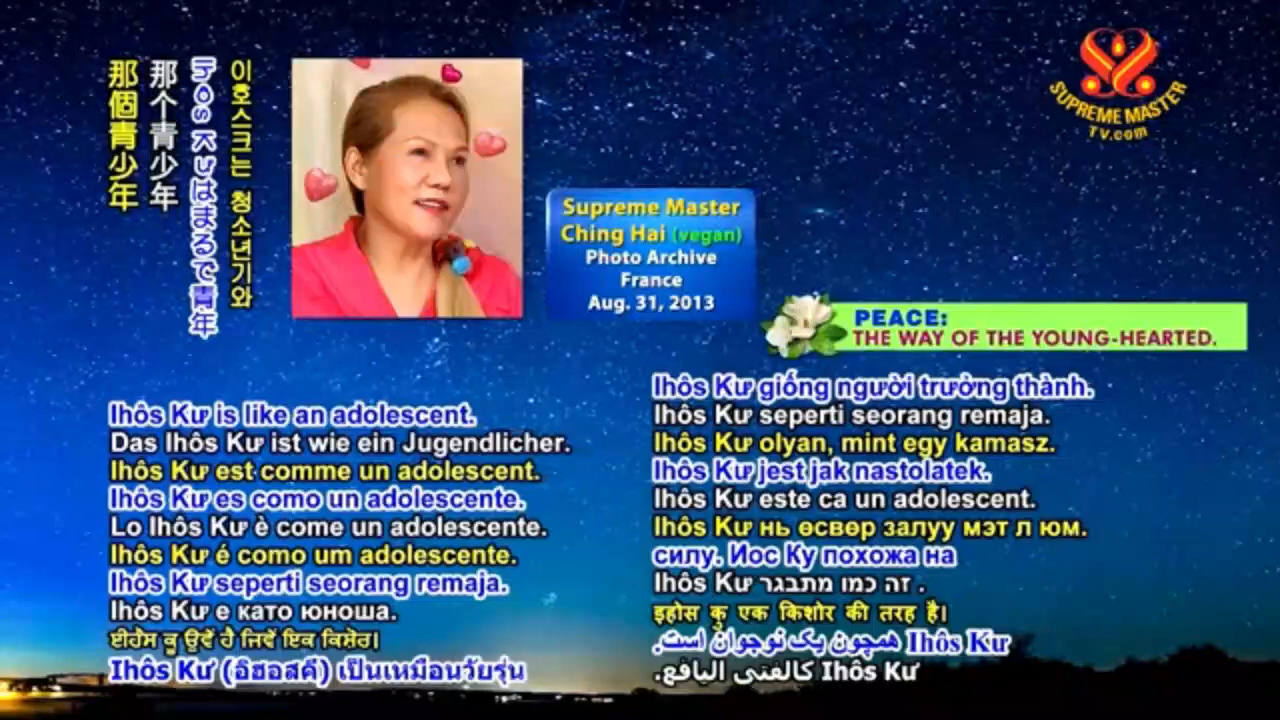 那個青少年
那个青少年
Ihôs Kưはまるで青年
이호스크는 청소년기와
SUPREME MASTER
TV.com
Supreme Master
Ching Hai (vegan)
Photo Archive
France
Aug. 31, 2013
PEACE:
THE WAY OF THE YOUNG-HEARTED.
Ihôs Kư is like an adolescent.
Das Ihôs Kư ist wie ein Jugendlicher.
Ihôs Kư est comme un adolescent.
Ihôs Kư es como un adolescente.
Lo Ihôs Kư è come un adolescente.
Ihôs Kư é como um adolescente.
Ihôs Kư seperti seorang remaja.
Ihôs Kư е като юноша.
ਈਹੋਸ ਕੂ ਉਵੇਂ ਹੈ ਜਿਵੇਂ ਇਕ ਕਿਸ਼ੋਰ।
Ihôs Kư (อิฮอสคึ) เป็นเหมือนวัยรุ่น
Ihôs Kư giống người trưởng thành.
Ihôs Kư seperti seorang remaja.
Ihôs Kư olyan, mint egy kamasz.
Ihôs Kư jest jak nastolatek.
Ihôs Kư este ca un adolescent.
Ihôs Kư нь өсвөр залуу мэт л юм.
силу. Иос Ку похожа на
Ihôs Kư זה כמו מתבגר .
इहोस कु एक किशोर की तरह है।
Ihôs Kư همچون یک نوجوان است.
Ihôs Kư كالفتى اليافع.